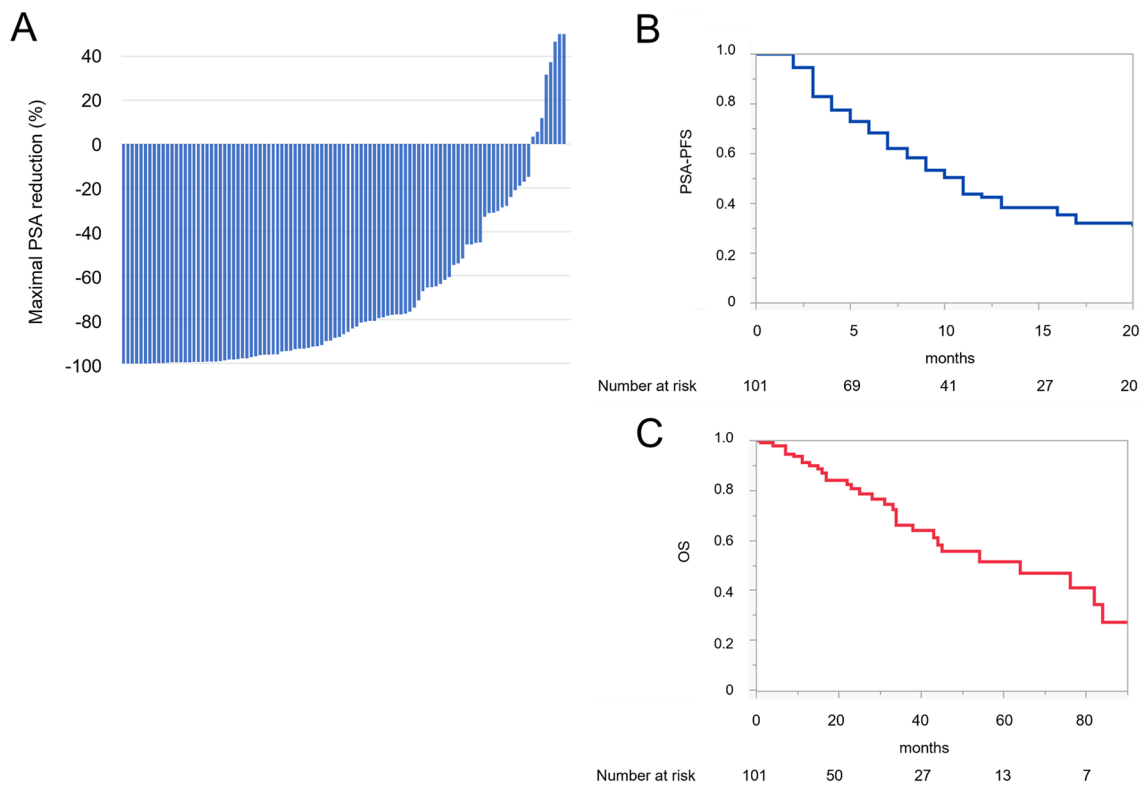 A
Maximal PSA reduction (%)
40
20
0
-20
-40
-60
-80
-100
B
PSA-PFS
1.0
0.8
0.6
0.4
0.2
0
0 5 10 15 20
months
Number at risk 101 69 41 27 20
C
OS
1.0
0.8
0.6
0.4
0.2
0
0 20 40 60 80
months
Number at risk 101 50 27 13 7